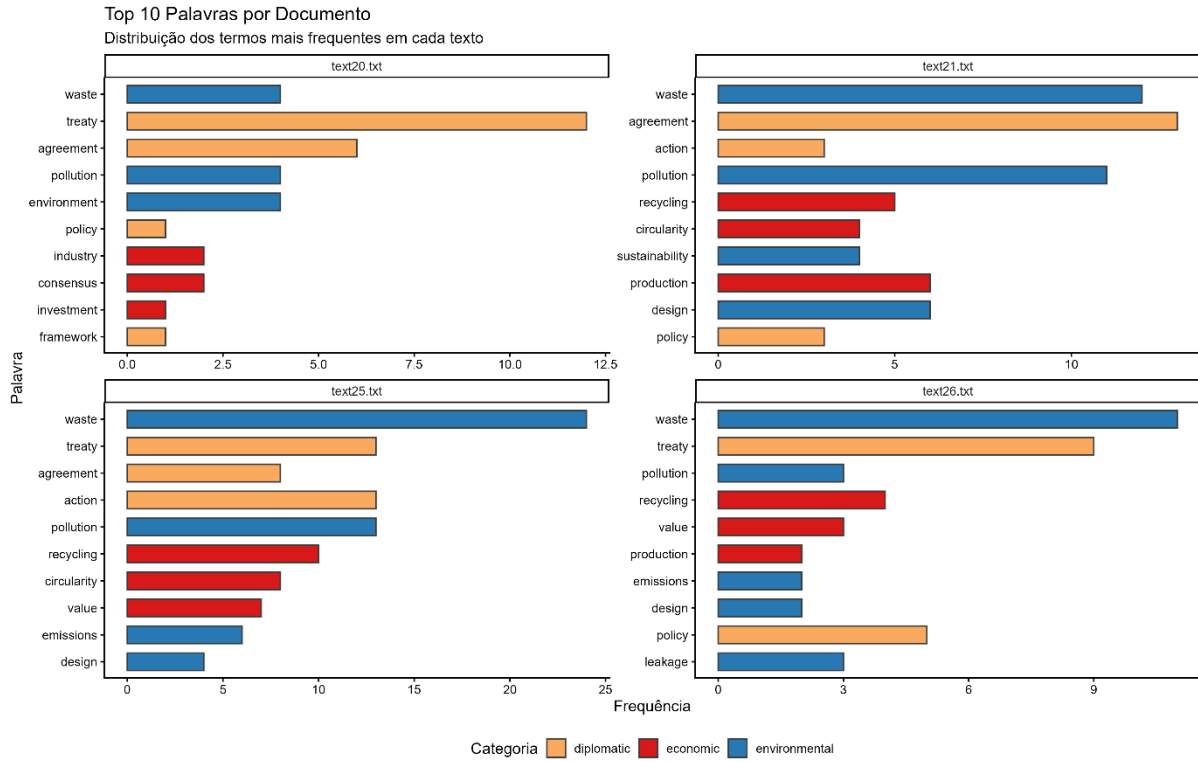 Top 10 Palavras por Documento
Distribuição dos termos mais frequentes em cada texto
text20.txt
waste
treaty
agreement
pollution
environment
policy
industry
consensus
investment
framework
0.0 2.5 5.0 7.5 10.0 12.5
text21.txt
waste
agreement
action
pollution
recycling
circularity
sustainability
production
design
policy
0 5 10
Palavra
text25.txt
waste
treaty
agreement
action
pollution
recycling
circularity
value
emissions
design
0 5 10 15 20 25
text26.txt
waste
treaty
pollution
recycling
value
production
emissions
design
policy
leakage
0 3 6 9
Frequência
Categoria diplomatic economic environmental